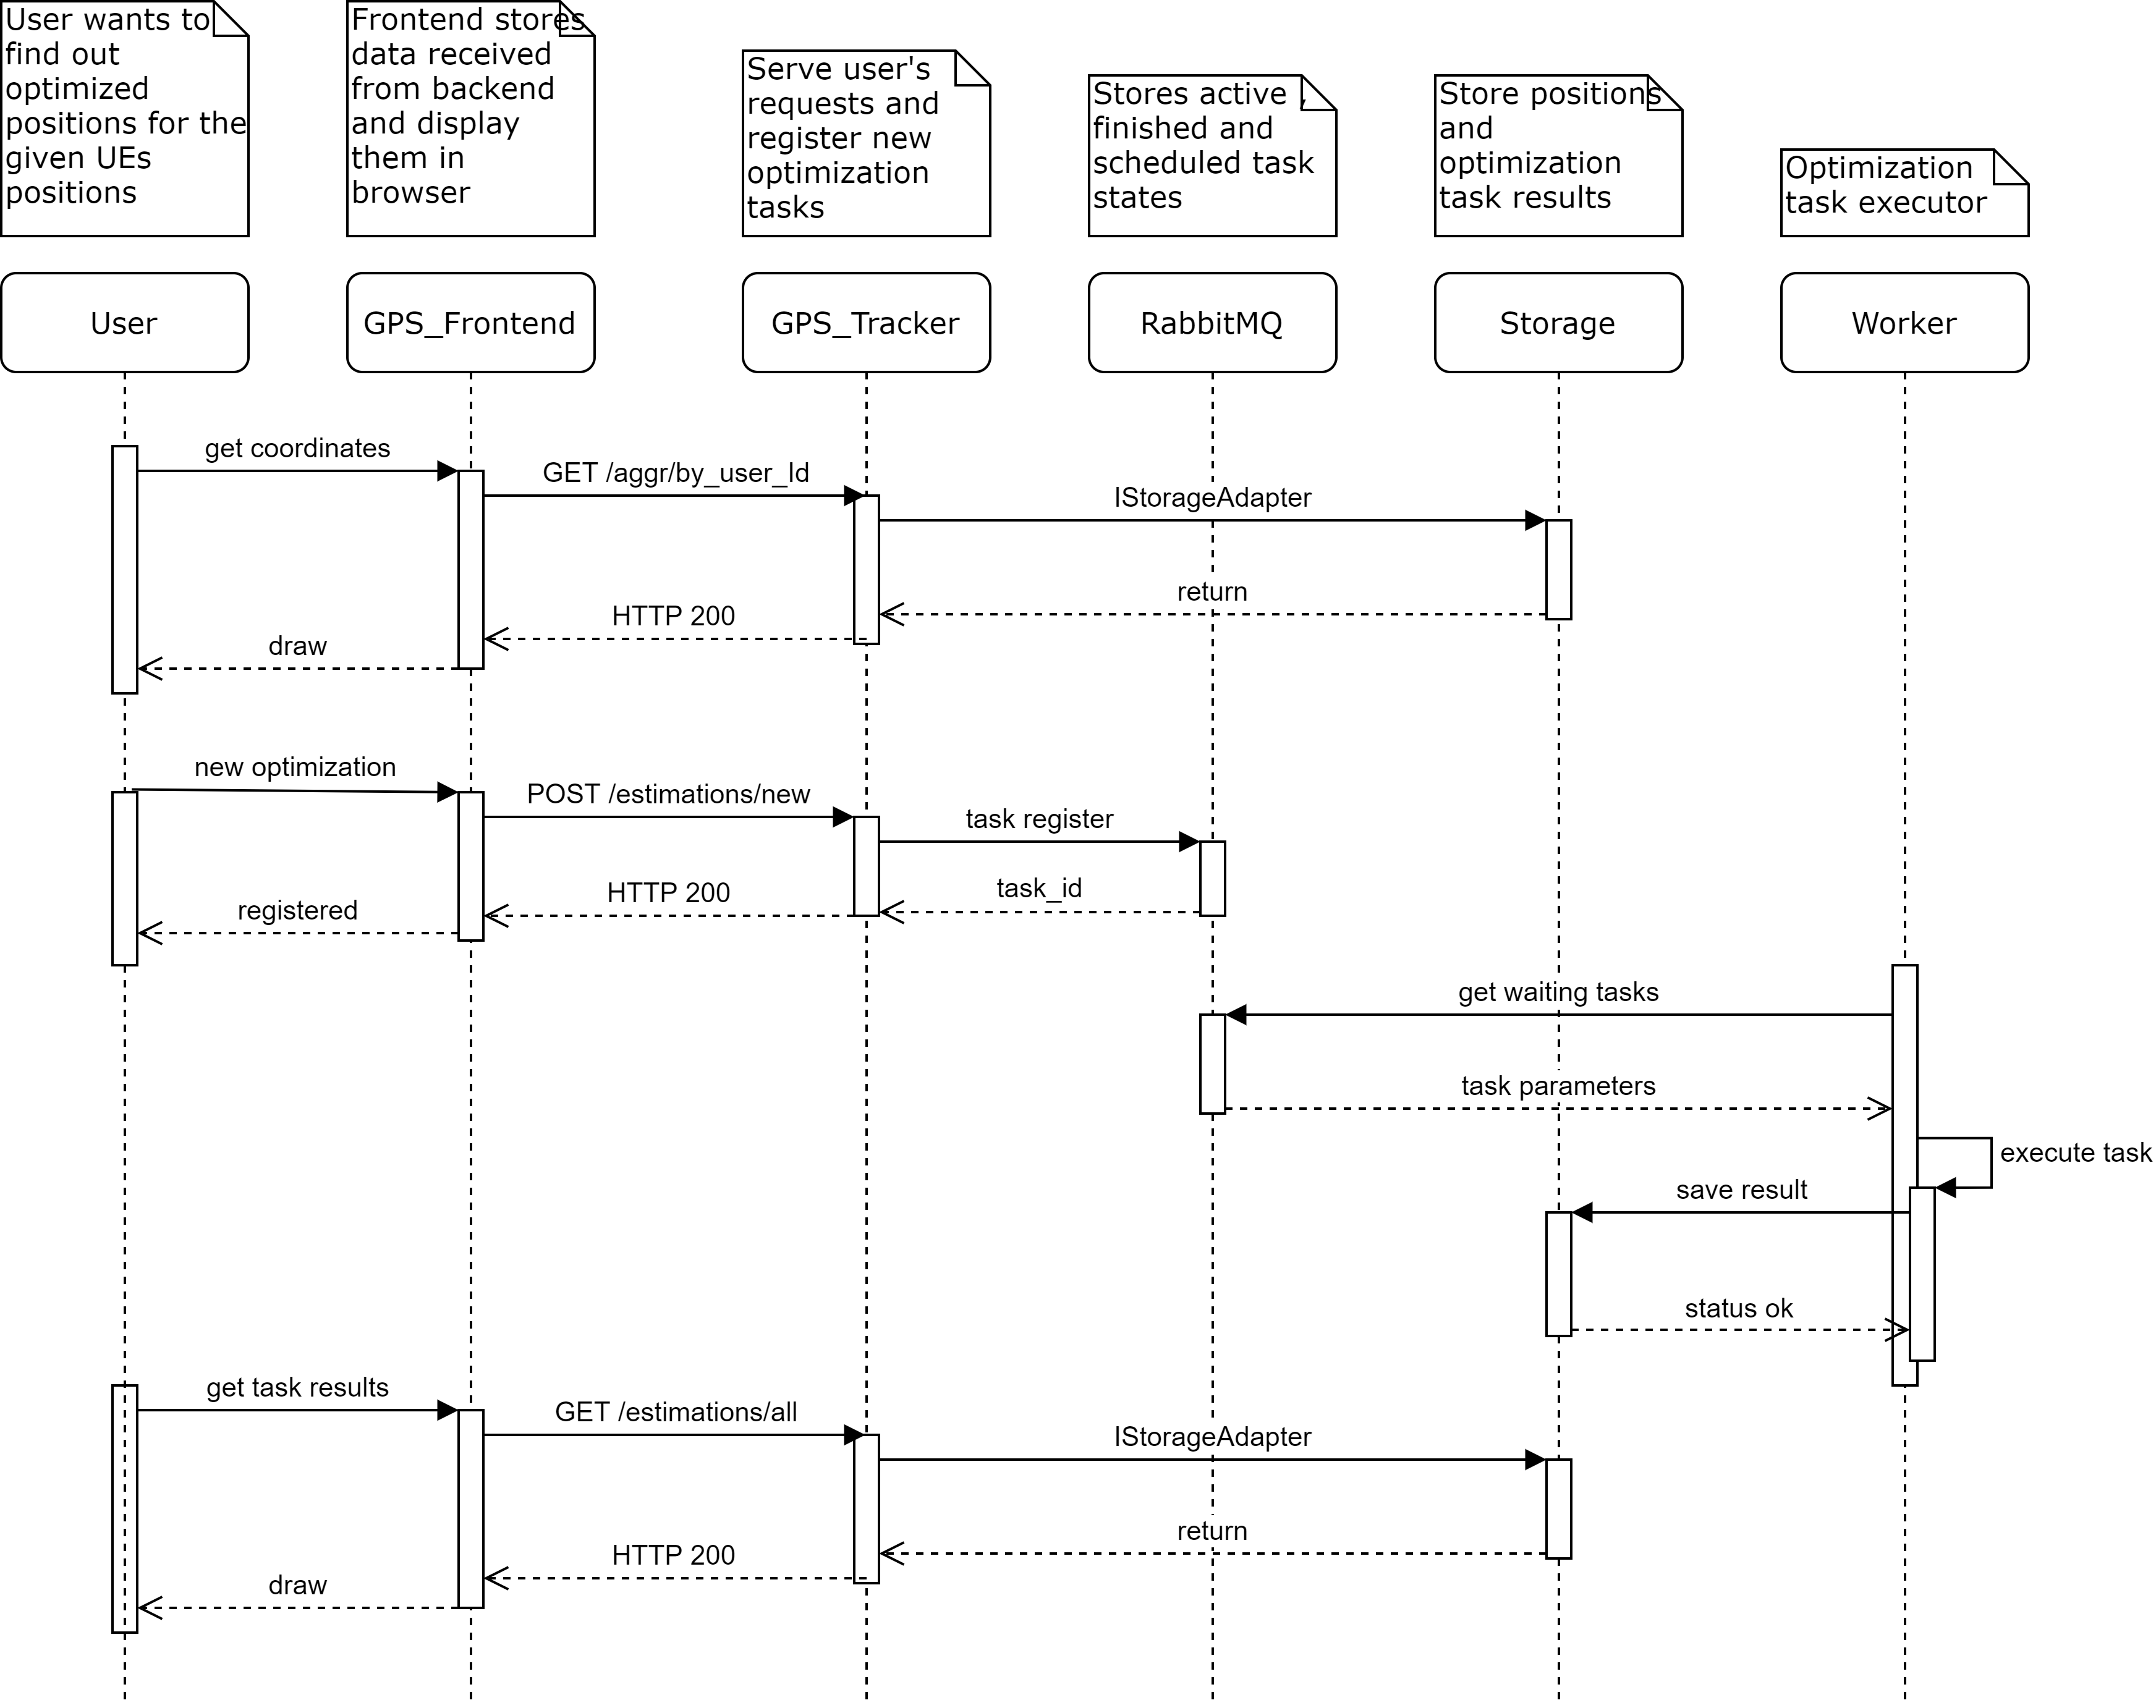 User wants to
find out
optimized
positions for the
given UEs
positions
Frontend stores
data received
from backend
and display
them in
browser
Serve user's
requests and
register new
optimization
tasks
Stores active ,
finished and
scheduled task
states
Store positions
and
optimization
task results
Optimization
task executor
User
GPS_Frontend
GPS_Tracker
RabbitMQ
Storage
Worker
get coordinates
GET /aggr/by_user_Id
IStorageAdapter
return
HTTP 200
draw
new optimization
POST /estimations/new
task register
task_id
HTTP 200
registered
get waiting tasks
task parameters
execute task
save result
status ok
get task results
GET /estimations/all
IStorageAdapter
return
HTTP 200
draw